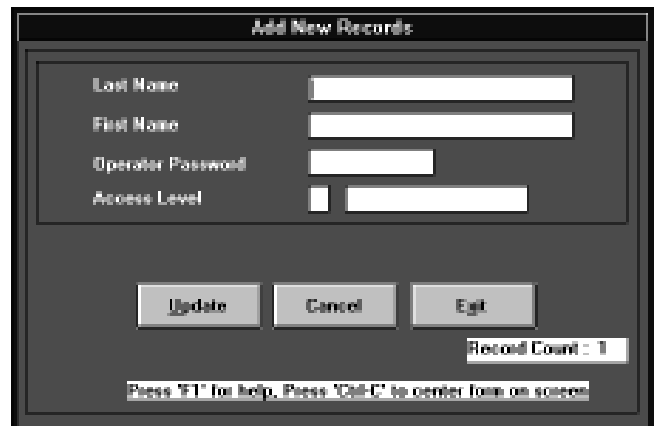 Add New Records
Last Name
First Name
Operator Password
Access Level
Update Cancel Exit
Record Count : 1
Press 'F1' for help, Press 'Ctrl-C' to center form on screen